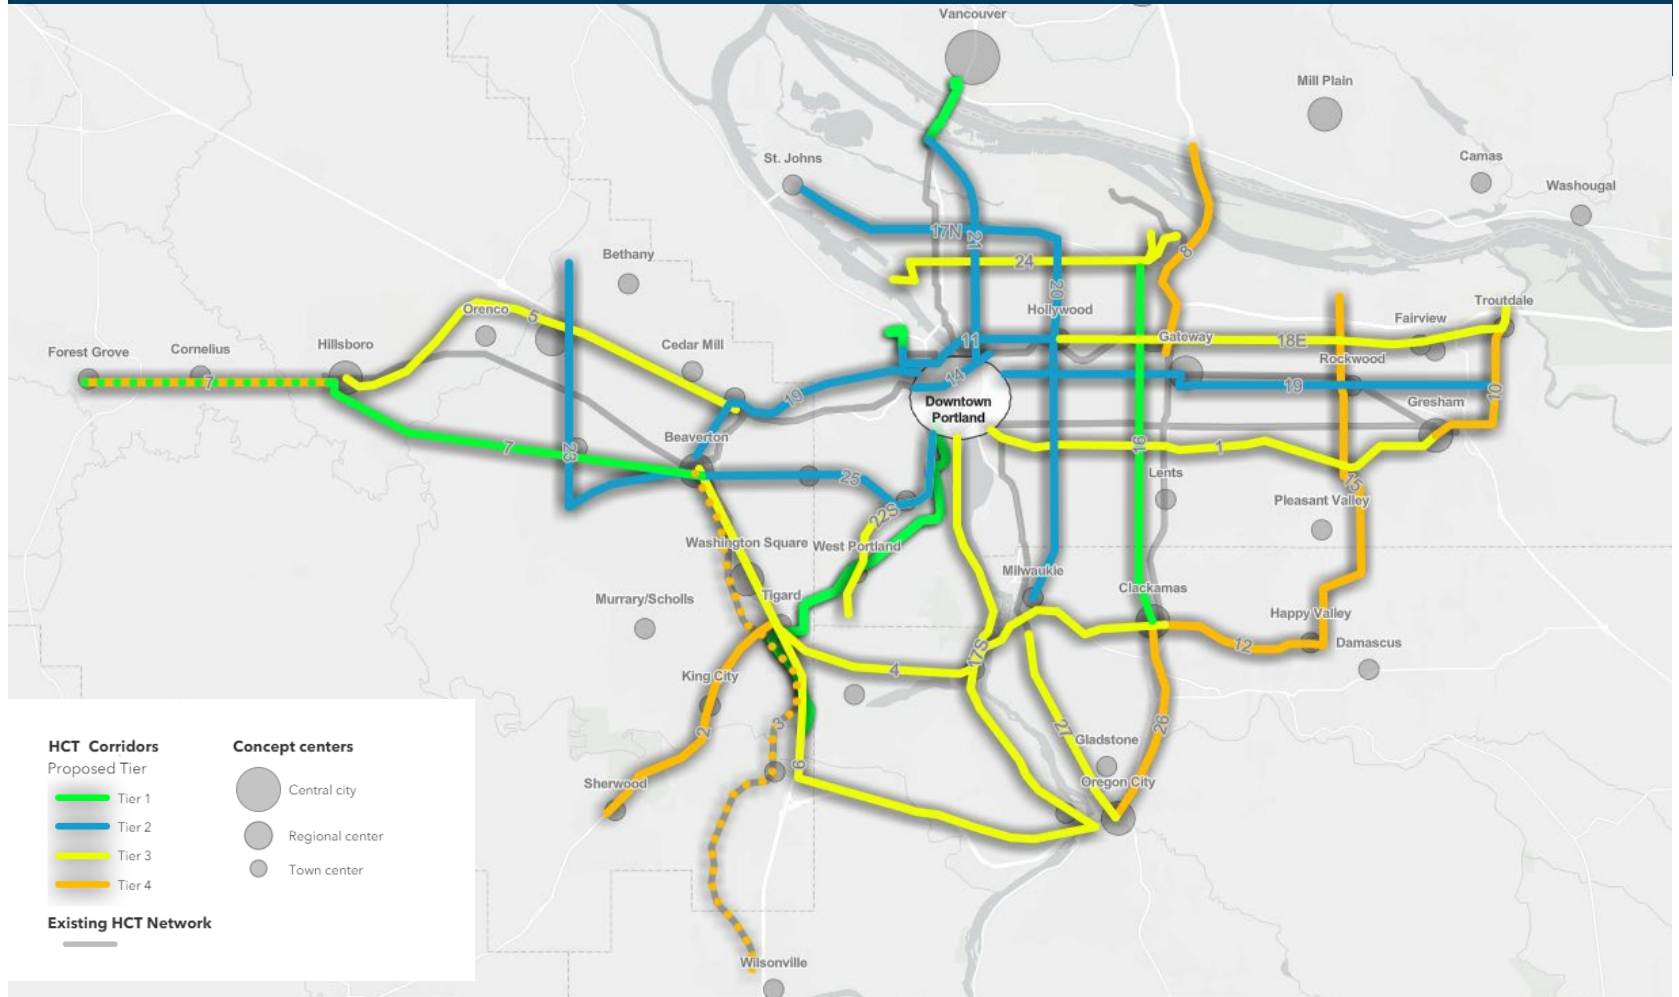 Vancouver
Mill Plain
St. Johns
Camas
Washougal
17N
21
8
Bethany
24
20
Hollywood
Orenco
5
Troutdale
Fairview
Gateway
18E
11
Forest Grove
Cornelius
Hillsboro
Cedar Mill
Rockwood
7
14
19
19
10
Downtown
Portland
Gresham
Beaverton
7
23
16
1
25
Lents
15
Pleasant Valley
22S
Washington Square
West Portland
Milwaukie
Clackamas
Murrary/Scholls
Tigard
Happy Valley
12
Damascus
17S
4
King City
3
2
27
26
Gladstone
9
Sherwood
Oregon City
Wilsonville
HCT Corridors
Proposed Tier
Tier 1
Tier 2
Tier 3
Tier 4
Existing HCT Network
Concept centers
Central city
Regional center
Town center